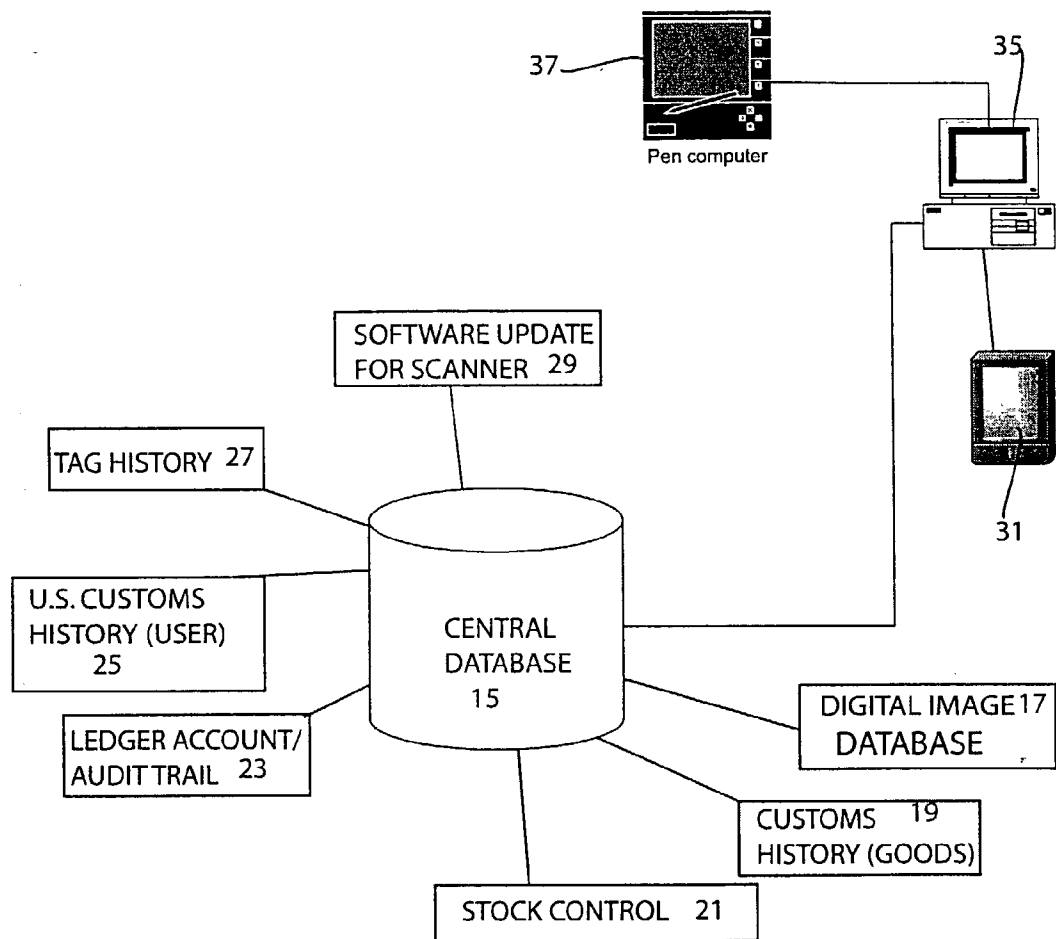 37
35
Pen computer
31
SOFTWARE UPDATE
FOR SCANNER 29
TAG HISTORY 27
U.S. CUSTOMS
HISTORY (USER)
25
CENTRAL
DATABASE
15
LEDGER ACCOUNT/
AUDIT TRAIL 23
DIGITAL IMAGE 17
DATABASE
CUSTOMS 19
HISTORY (GOODS)
STOCK CONTROL 21